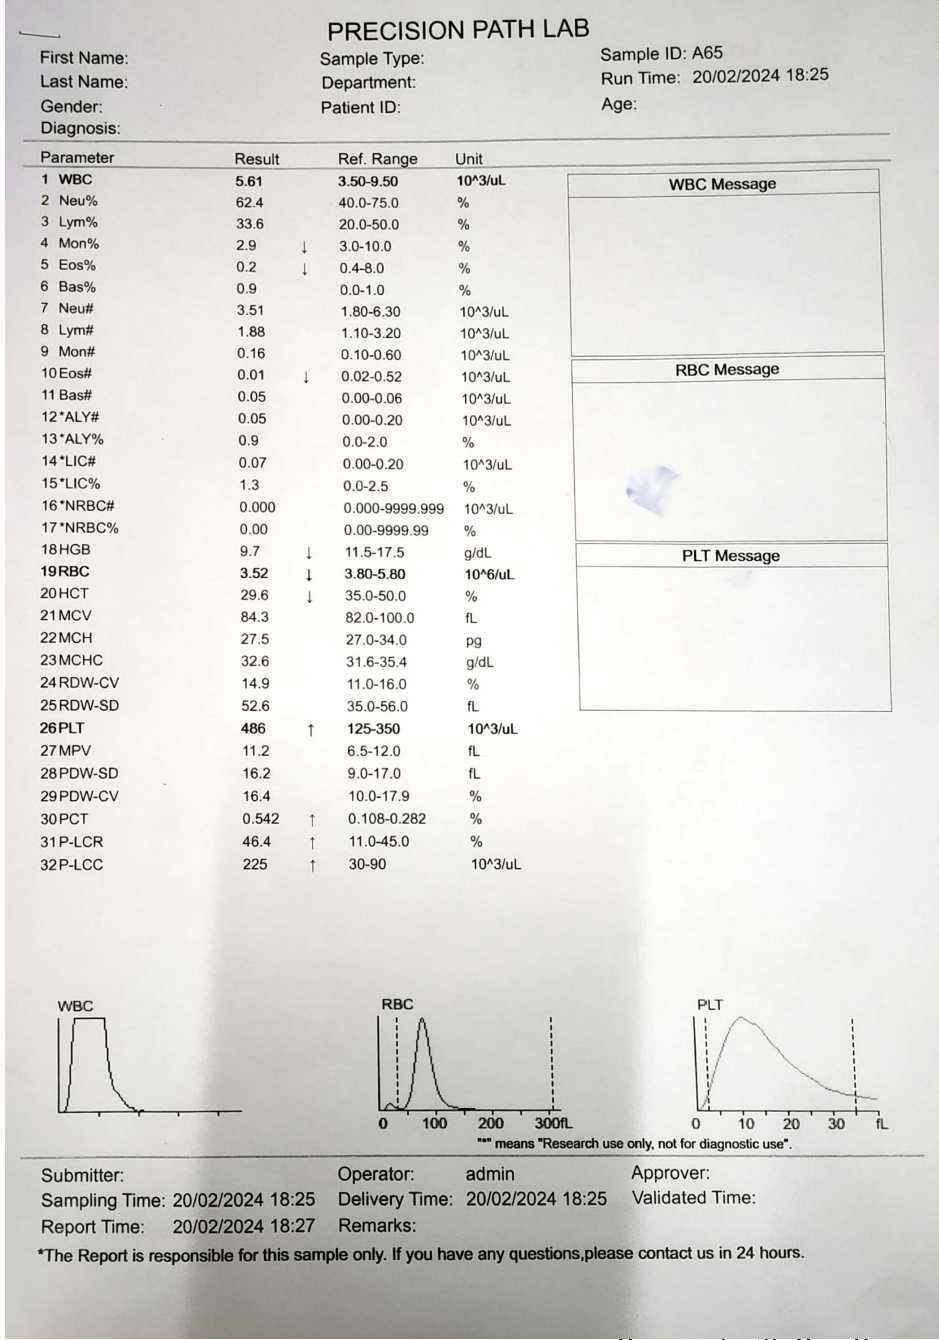 PRECISION PATH LAB
First Name: Sample Type: Sample ID: A65
Last Name: Department: Run Time: 20/02/2024 18:25
Gender: Patient ID: Age:
Diagnosis:
Parameter Result Ref. Range Unit
1 WBC 5.61 3.50-9.50 10^3/uL
2 Neu% 62.4 40.0-75.0 %
3 Lym% 33.6 20.0-50.0 %
4 Mon% 2.9 ↓ 3.0-10.0 %
5 Eos% 0.2 ↓ 0.4-8.0 %
6 Bas% 0.9 0.0-1.0 %
7 Neu# 3.51 1.80-6.30 10^3/uL
8 Lym# 1.88 1.10-3.20 10^3/uL
9 Mon# 0.16 0.10-0.60 10^3/uL
10 Eos# 0.01 ↓ 0.02-0.52 10^3/uL
11 Bas# 0.05 0.00-0.06 10^3/uL
12 *ALY# 0.05 0.00-0.20 10^3/uL
13 *ALY% 0.9 0.0-2.0 %
14 *LIC# 0.07 0.00-0.20 10^3/uL
15 *LIC% 1.3 0.0-2.5 %
16 *NRBC# 0.000 0.000-9999.999 10^3/uL
17 *NRBC% 0.00 0.00-9999.99 %
18 HGB 9.7 ↓ 11.5-17.5 g/dL
19 RBC 3.52 ↓ 3.80-5.80 10^6/uL
20 HCT 29.6 ↓ 35.0-50.0 %
21 MCV 84.3 82.0-100.0 fL
22 MCH 27.5 27.0-34.0 pg
23 MCHC 32.6 31.6-35.4 g/dL
24 RDW-CV 14.9 11.0-16.0 %
25 RDW-SD 52.6 35.0-56.0 fL
26 PLT 486 ↑ 125-350 10^3/uL
27 MPV 11.2 6.5-12.0 fL
28 PDW-SD 16.2 9.0-17.0 fL
29 PDW-CV 16.4 10.0-17.9 %
30 PCT 0.542 ↑ 0.108-0.282 %
31 P-LCR 46.4 ↑ 11.0-45.0 %
32 P-LCC 225 ↑ 30-90 10^3/uL
WBC Message
RBC Message
PLT Message
WBC RBC PLT
0 100 200 300fL 0 10 20 30 fL
"*" means "Research use only, not for diagnostic use".
Submitter: Operator: admin Approver:
Sampling Time: 20/02/2024 18:25 Delivery Time: 20/02/2024 18:25 Validated Time:
Report Time: 20/02/2024 18:27 Remarks:
*The Report is responsible for this sample only. If you have any questions,please contact us in 24 hours.